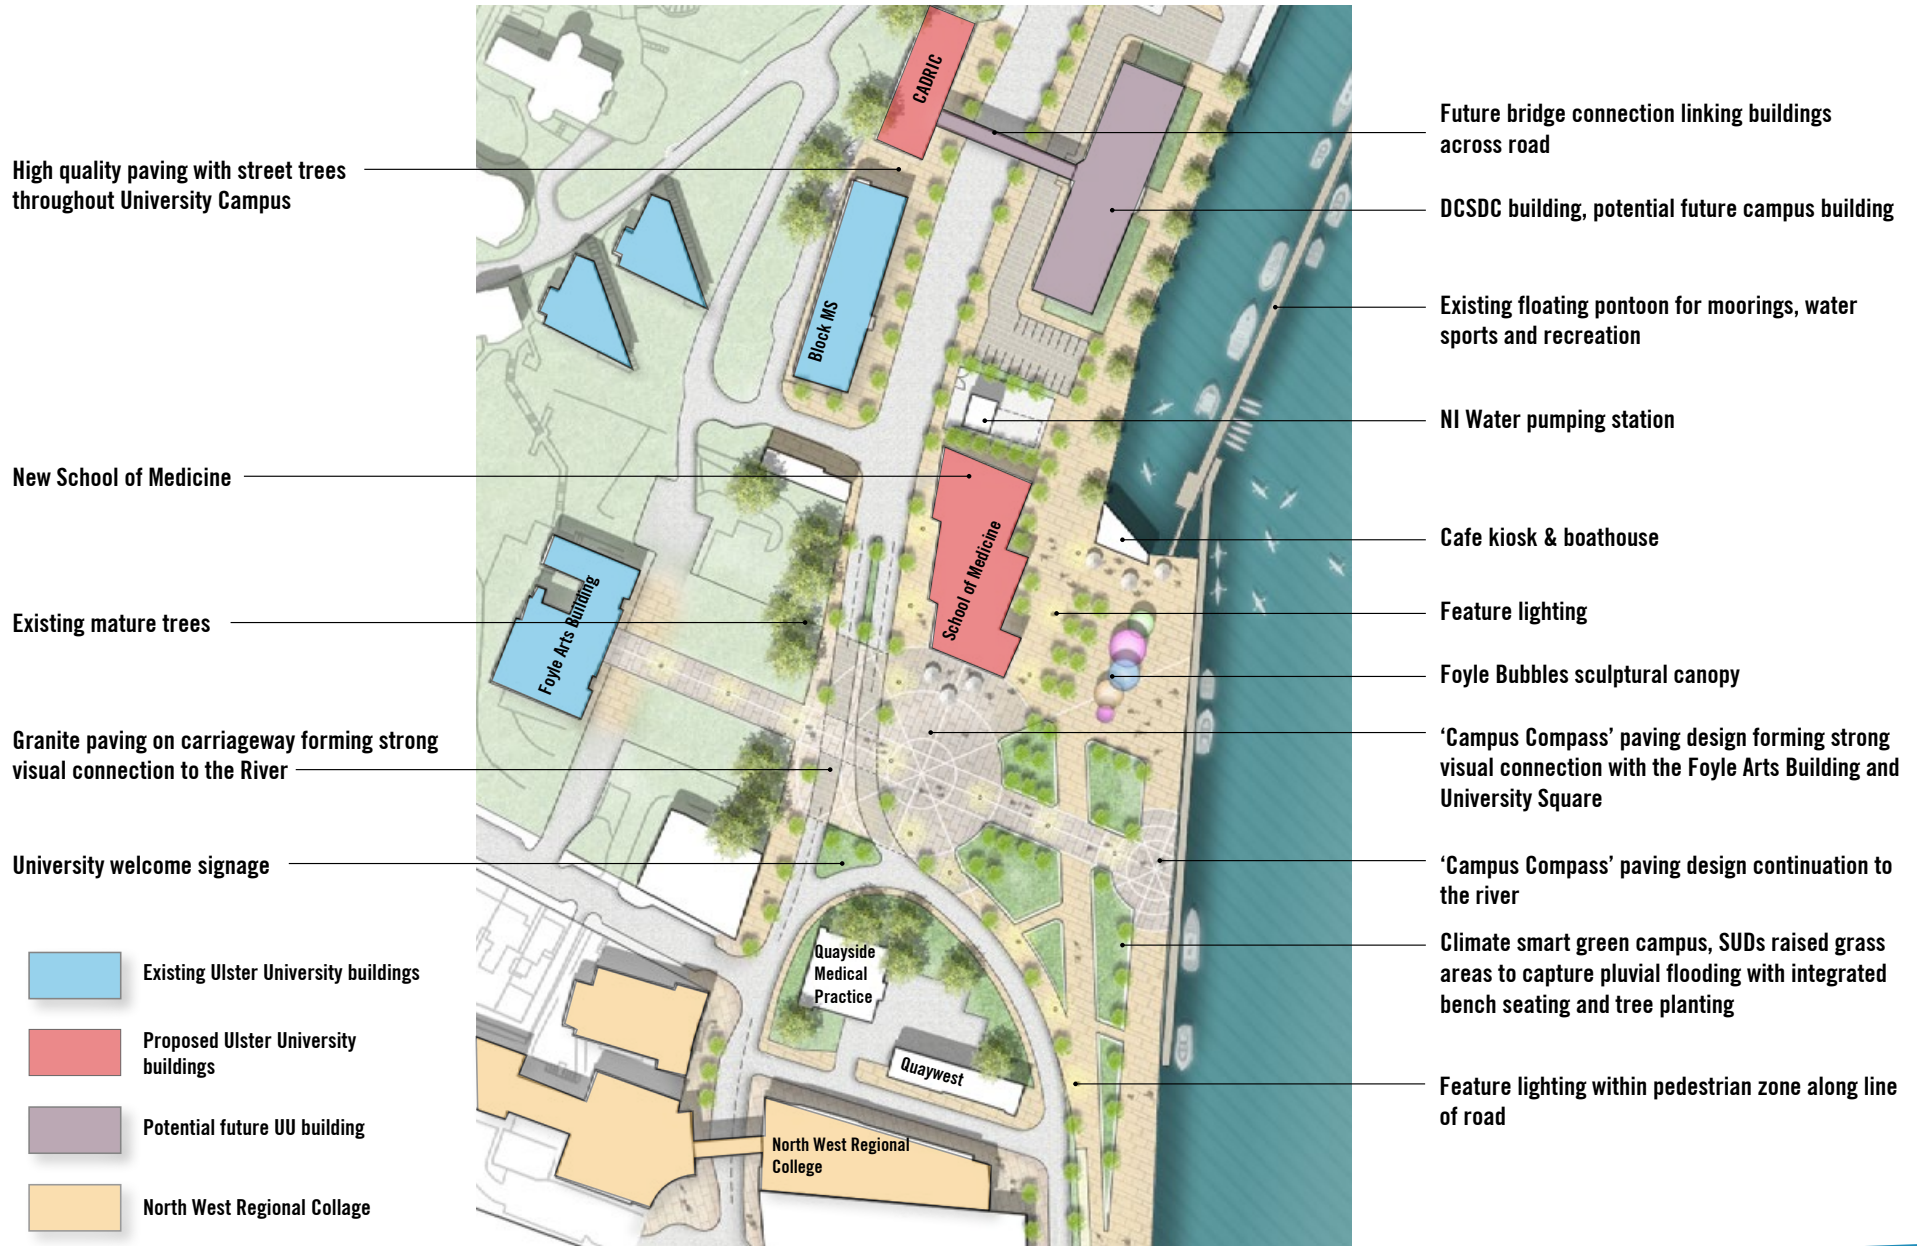 High quality paving with street trees
throughout University Campus
New School of Medicine
Existing mature trees
Granite paving on carriageway forming strong
visual connection to the River
University welcome signage
Existing Ulster University buildings
Proposed Ulster University
buildings
Potential future UU building
North West Regional Collage
CADRIC
Block MS
School of Medicine
Foyle Arts Building
Quayside
Medical
Practice
Quaywest
North West Regional
College
Future bridge connection linking buildings
across road
DCSDC building, potential future campus building
Existing floating pontoon for moorings, water
sports and recreation
NI Water pumping station
Cafe kiosk & boathouse
Feature lighting
Foyle Bubbles sculptural canopy
‘Campus Compass’ paving design forming strong
visual connection with the Foyle Arts Building and
University Square
‘Campus Compass’ paving design continuation to
the river
Climate smart green campus, SUDs raised grass
areas to capture pluvial flooding with integrated
bench seating and tree planting
Feature lighting within pedestrian zone along line
of road